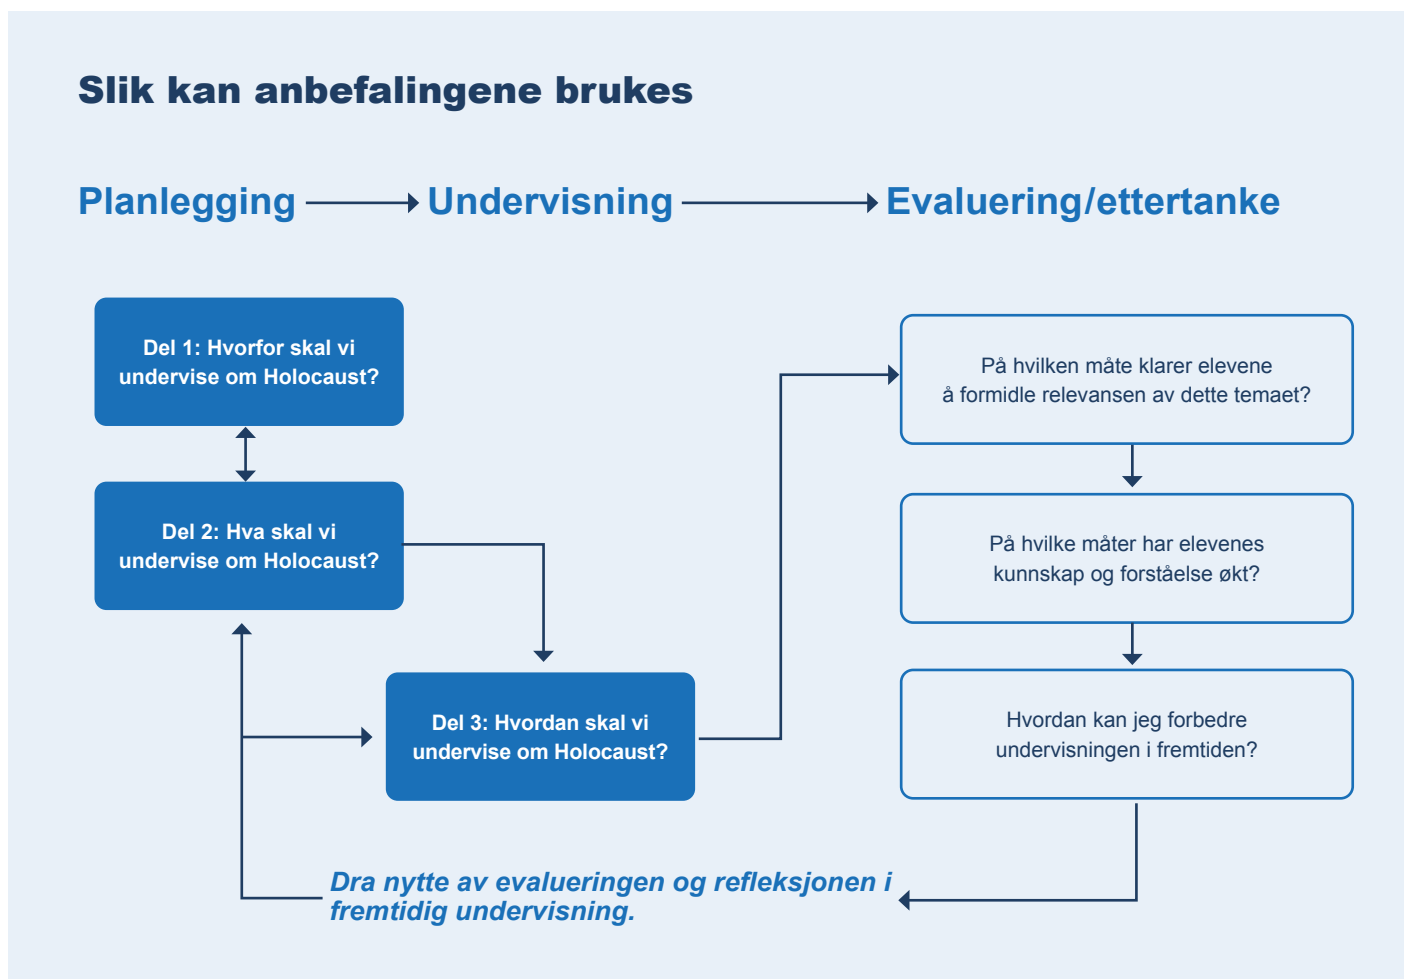 Slik kan anbefalingene brukes
Planlegging
Undervisning
Evaluering/ettertanke
Del 1: Hvorfor skal vi
undervise om Holocaust?
Del 2: Hva skal vi
undervise om Holocaust?
Del 3: Hvordan skal vi
undervise om Holocaust?
På hvilken måte klarer elevene
å formidle relevansen av dette temaet?
På hvilke måter har elevenes
kunnskap og forståelse økt?
Hvordan kan jeg forbedre
undervisningen i fremtiden?
Dra nytte av evalueringen og refleksjonen i
fremtidig undervisning.